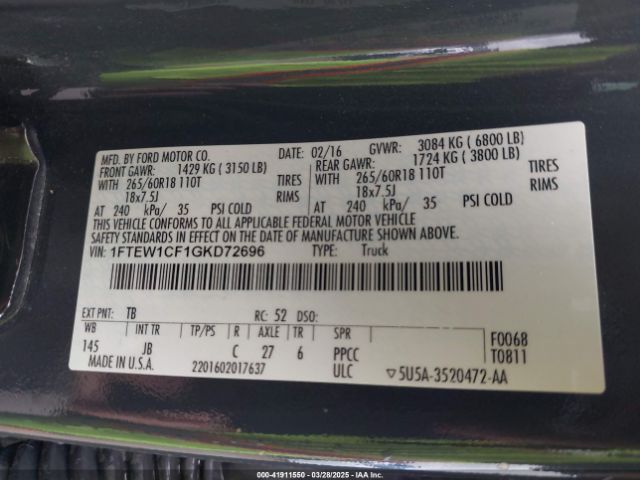 MFD. BY FORD MOTOR CO.
DATE: 02/16 GVWR: 3084 KG ( 6800 LB)
FRONT GAWR: 1429 KG ( 3150 LB)
REAR GAWR: 1724 KG ( 3800 LB)
WITH 265/60R18 110T TIRES
WITH 265/60R18 110T TIRES
18x7.5J RIMS
18x7.5J RIMS
AT 240 kPa/ 35 PSI COLD
AT 240 kPa/ 35 PSI COLD
THIS VEHICLE CONFORMS TO ALL APPLICABLE FEDERAL MOTOR VEHICLE
SAFETY STANDARDS IN EFFECT ON THE DATE OF MANUFACTURE SHOWN ABOVE.
VIN: 1FTEW1CF1GKD72696 TYPE: Truck
EXT PNT: TB RC: 52 DSO:
WB INT TR TP/PS R AXLE TR SPR
145 JB C 27 6 PPCC
F0068
T0811
MADE IN U.S.A. 2201602017637 ULC ▽5U5A-3520472-AA
00-41911550 | 03/28/2025 - IAAI.COM